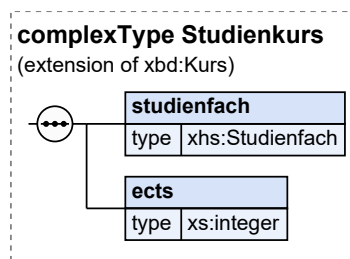 complexType Studienkurs
(extension of xbd:Kurs)
studienfach
type xhs:Studienfach
ects
type xs:integer